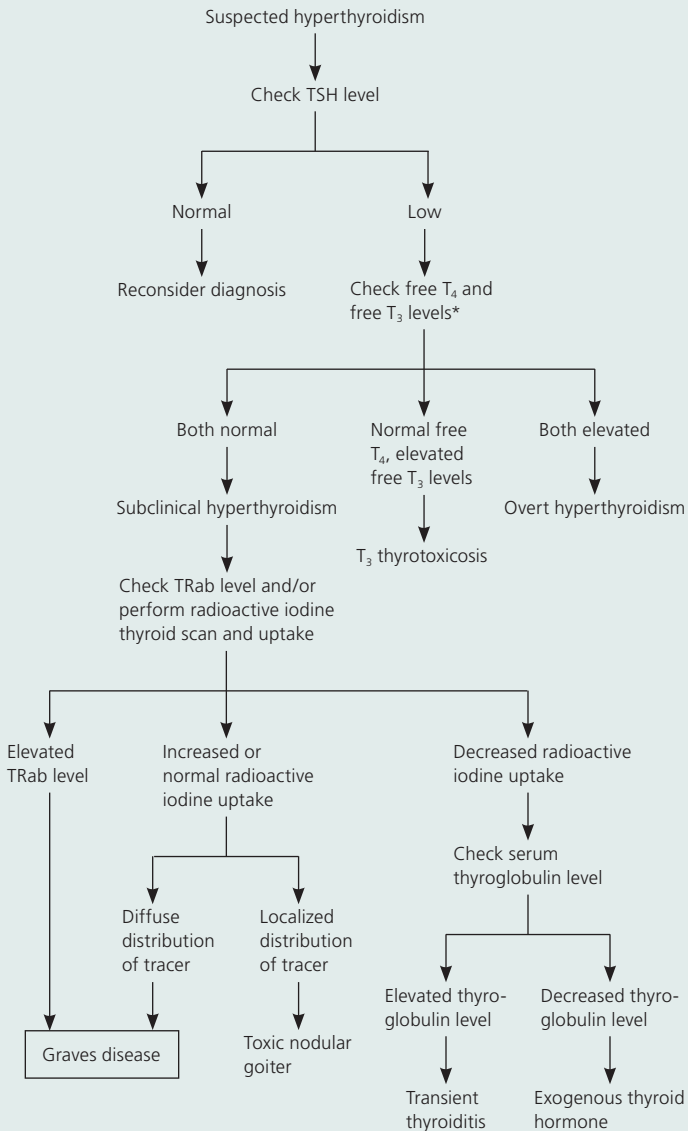 Suspected hyperthyroidism
Check TSH level
Normal
Low
Reconsider diagnosis
Check free T₄ and
free T₃ levels*
Both normal
Normal free
T₄, elevated
free T₃ levels
Both elevated
Subclinical hyperthyroidism
Overt hyperthyroidism
T₃ thyrotoxicosis
Check TRab level and/or
perform radioactive iodine
thyroid scan and uptake
Elevated
TRab level
Increased or
normal radioactive
iodine uptake
Decreased radioactive
iodine uptake
Check serum
thyroglobulin level
Diffuse
distribution
of tracer
Localized
distribution
of tracer
Elevated thyro-
globulin level
Decreased thyro-
globulin level
Graves disease
Toxic nodular
goiter
Transient
thyroiditis
Exogenous thyroid
hormone